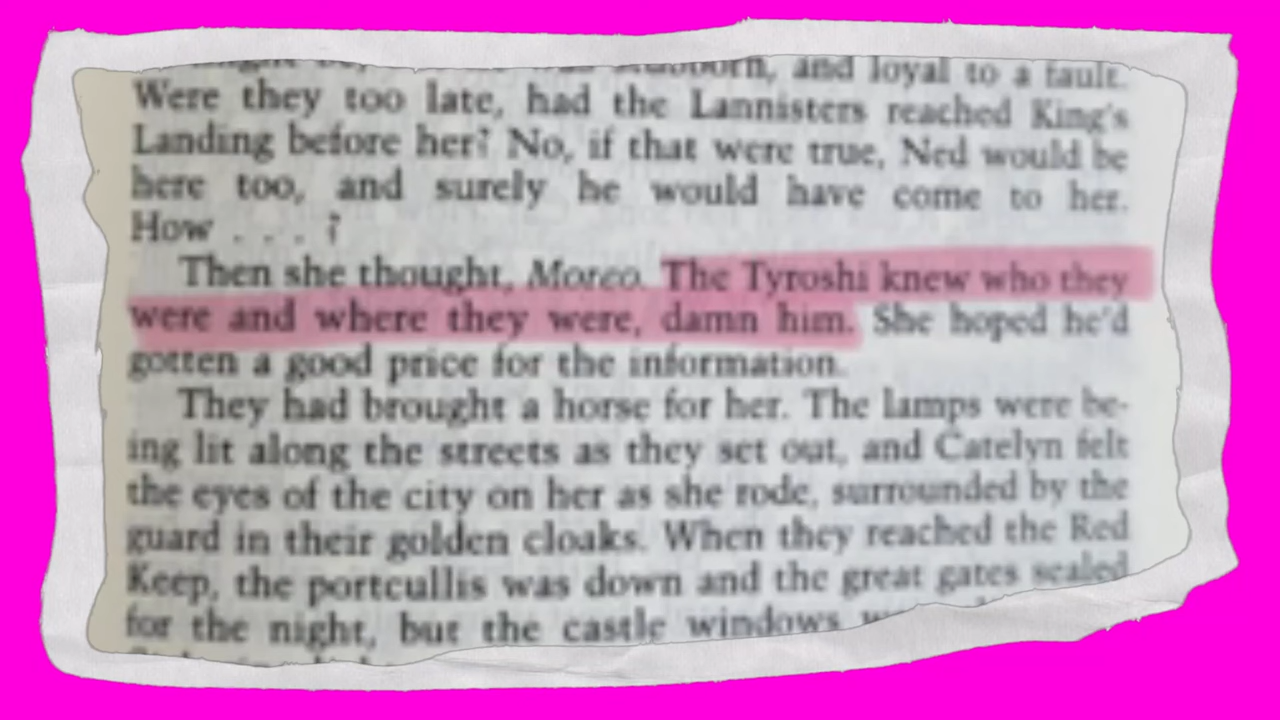 stubborn, and loyal to a fault.
Were they too late, had the Lannisters reached King's
Landing before her? No, if that were true, Ned would be
here too, and surely he would have come to her.
How . . . ?
Then she thought, Moreo. The Tyroshi knew who they
were and where they were, damn him. She hoped he'd
gotten a good price for the information.
They had brought a horse for her. The lamps were be-
ing lit along the streets as they set out, and Catelyn felt
the eyes of the city on her as she rode, surrounded by the
guard in their golden cloaks. When they reached the Red
Keep, the portcullis was down and the great gates sealed
for the night, but the castle windows